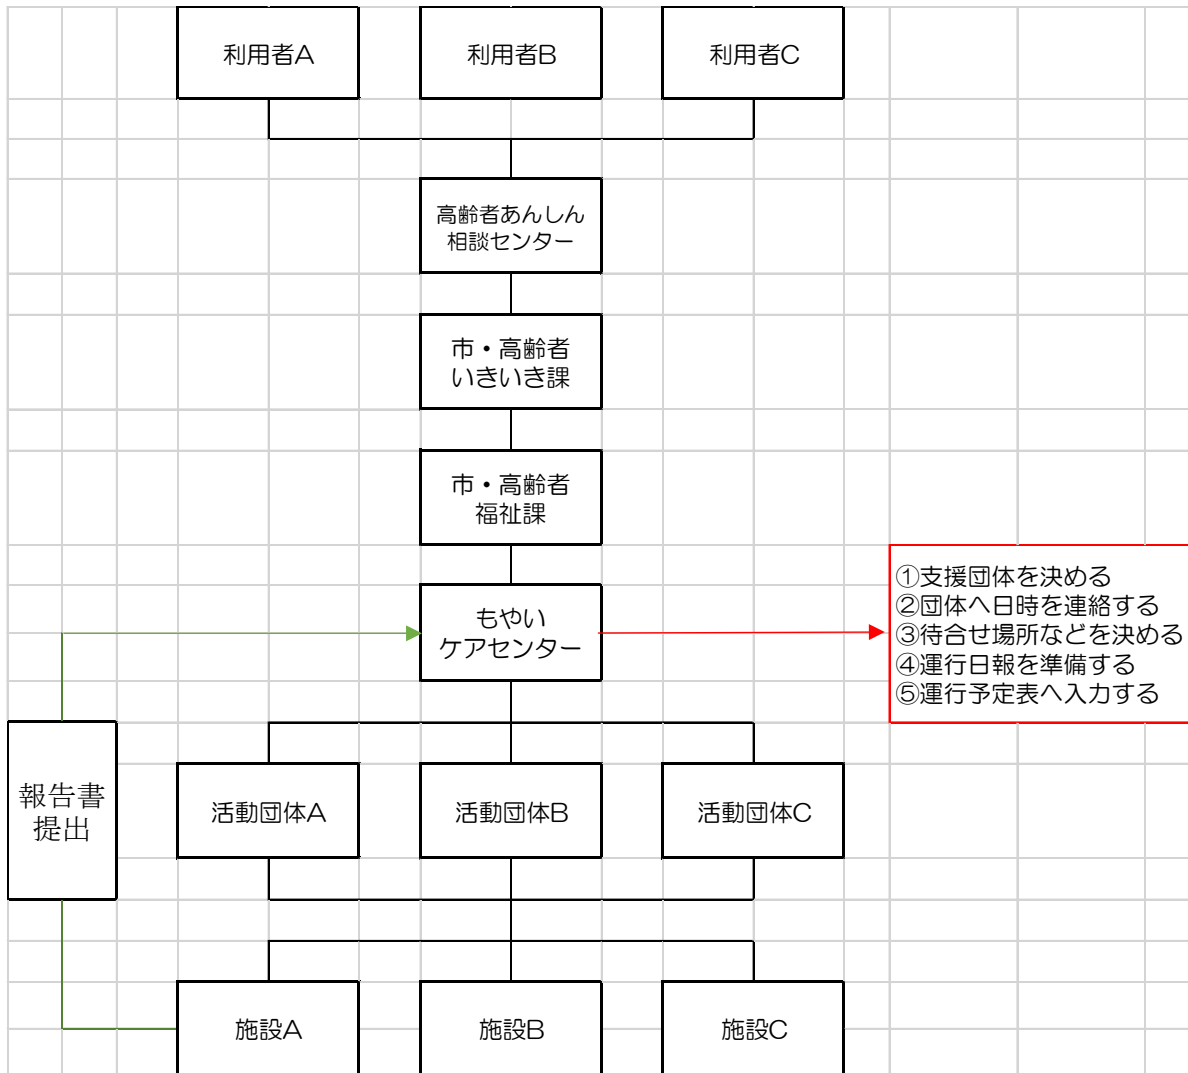 利用者A
利用者B
利用者C
高齢者あんしん
相談センター
市・高齢者
いきいき課
市・高齢者
福祉課
もやい
ケアセンター
①支援団体を決める
②団体へ日時を連絡する
③待合せ場所などを決める
④運行日報を準備する
⑤運行予定表へ入力する
報告書
提出
活動団体A
活動団体B
活動団体C
施設A
施設B
施設C